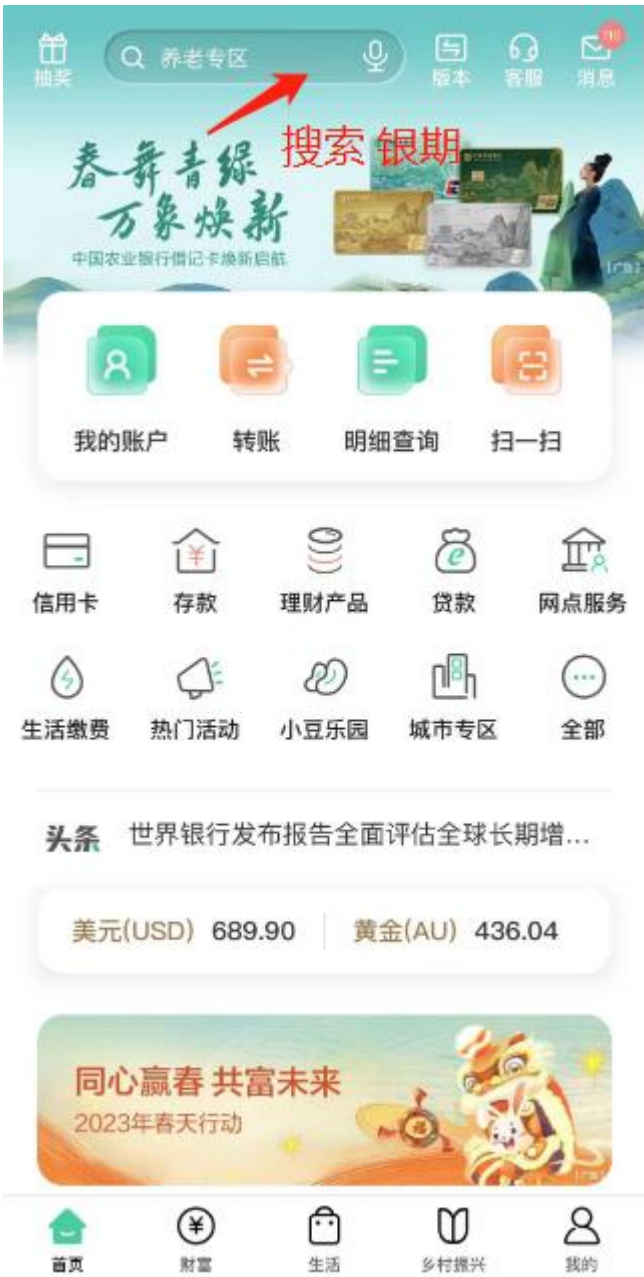 养老专区
110
抽奖
版本
客服
消息
搜索 银期
春舞青绿
万象焕新
中国农业银行借记卡焕新启航
[广告]
我的账户
转账
明细查询
扫一扫
信用卡
存款
理财产品
贷款
网点服务
生活缴费
热门活动
小豆乐园
城市专区
全部
头条
世界银行发布报告全面评估全球长期增...
美元(USD) 689.90
黄金(AU) 436.04
同心赢春 共富未来
2023年春天行动
福
[广告]
首页
财富
生活
乡村振兴
我的